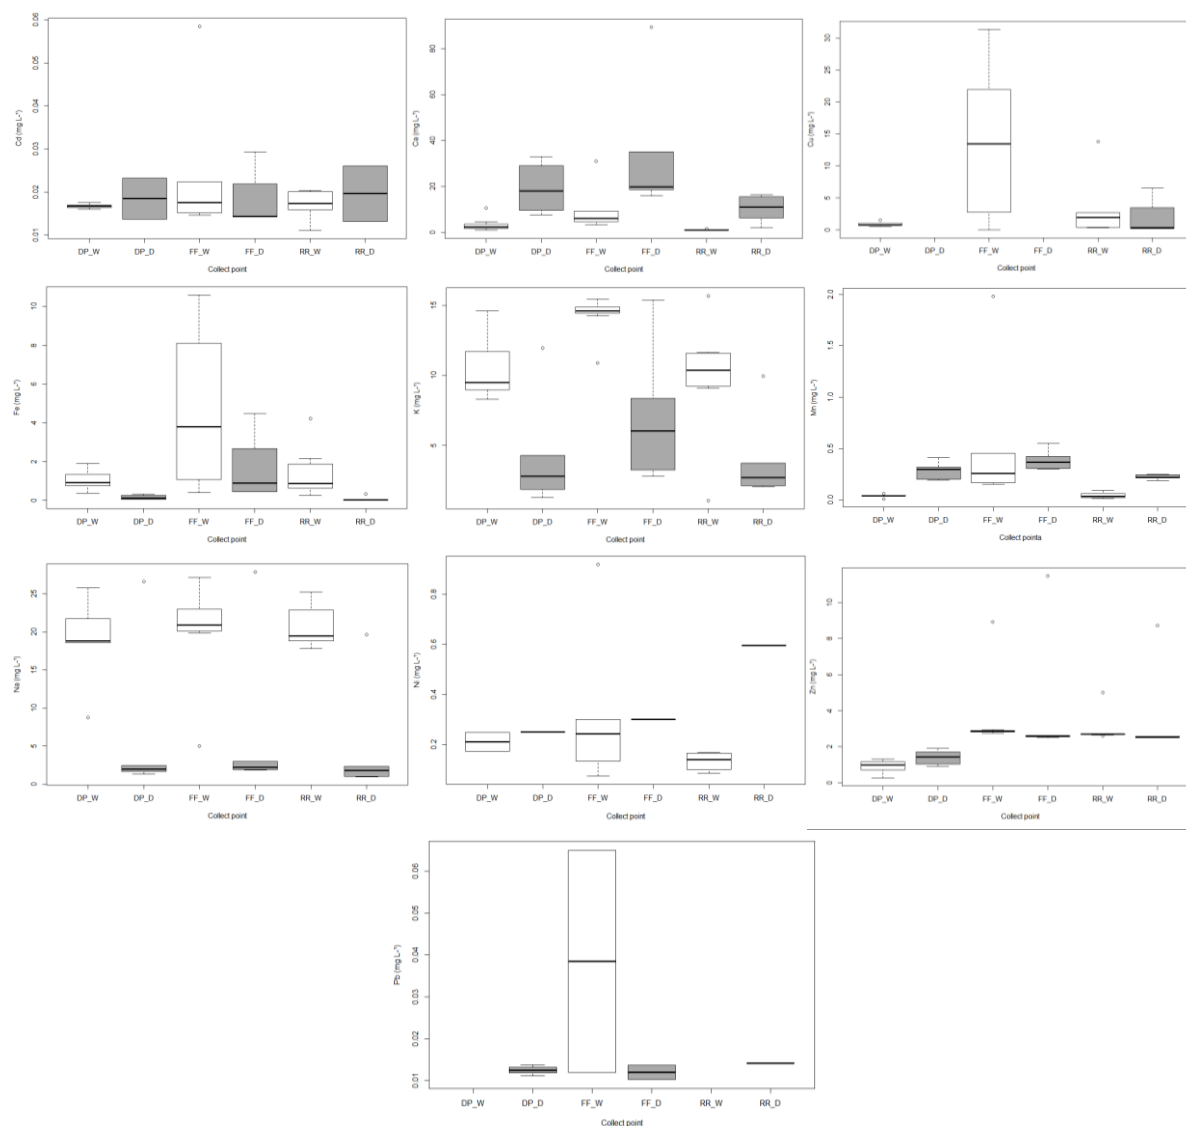 Cd (mg L-¹)
0.06
0.05
0.04
0.03
0.02
0.01
DP_W DP_D FF_W FF_D RR_W RR_D
Collect point
Ca (mg L-¹)
80
60
40
20
0
DP_W DP_D FF_W FF_D RR_W RR_D
Collect point
Cu (mg L-¹)
30
25
20
15
10
5
0
DP_W DP_D FF_W FF_D RR_W RR_D
Collect point
Fe (mg L-¹)
10
8
6
4
2
0
DP_W DP_D FF_W FF_D RR_W RR_D
Collect point
K (mg L-¹)
15
10
5
DP_W DP_D FF_W FF_D RR_W RR_D
Collect point
Mn (mg L-¹)
2.0
1.5
1.0
0.5
0.0
DP_W DP_D FF_W FF_D RR_W RR_D
Collect pointa
Na (mg L-¹)
25
20
15
10
5
0
DP_W DP_D FF_W FF_D RR_W RR_D
Collect point
Ni (mg L-¹)
0.8
0.6
0.4
0.2
DP_W DP_D FF_W FF_D RR_W RR_D
Collect point
Zn (mg L-¹)
10
8
6
4
2
0
DP_W DP_D FF_W FF_D RR_W RR_D
Collect point
Pb (mg L-¹)
0.06
0.05
0.04
0.03
0.02
0.01
DP_W DP_D FF_W FF_D RR_W RR_D
Collect point